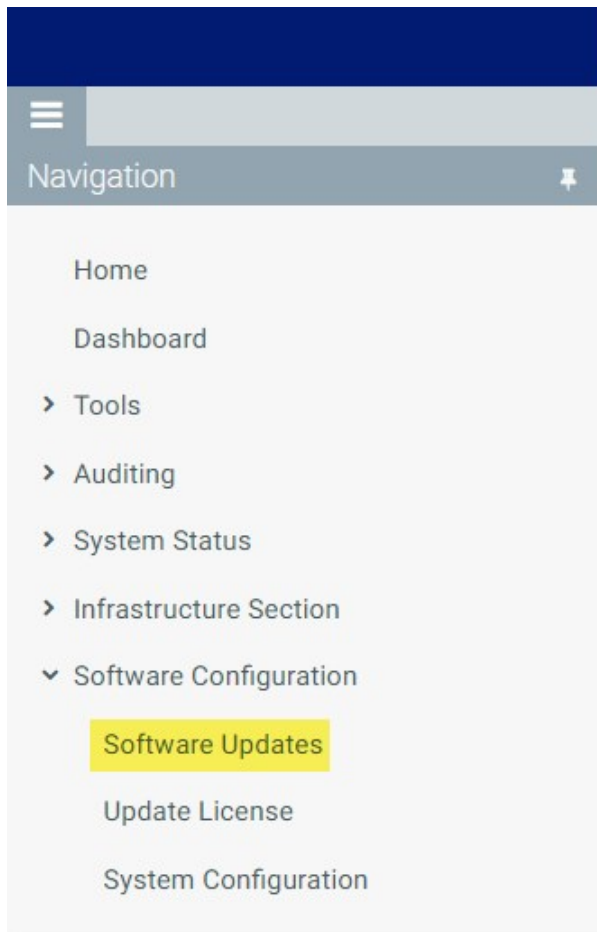 Navigation
Home
Dashboard
Tools
Auditing
System Status
Infrastructure Section
Software Configuration
Software Updates
Update License
System Configuration